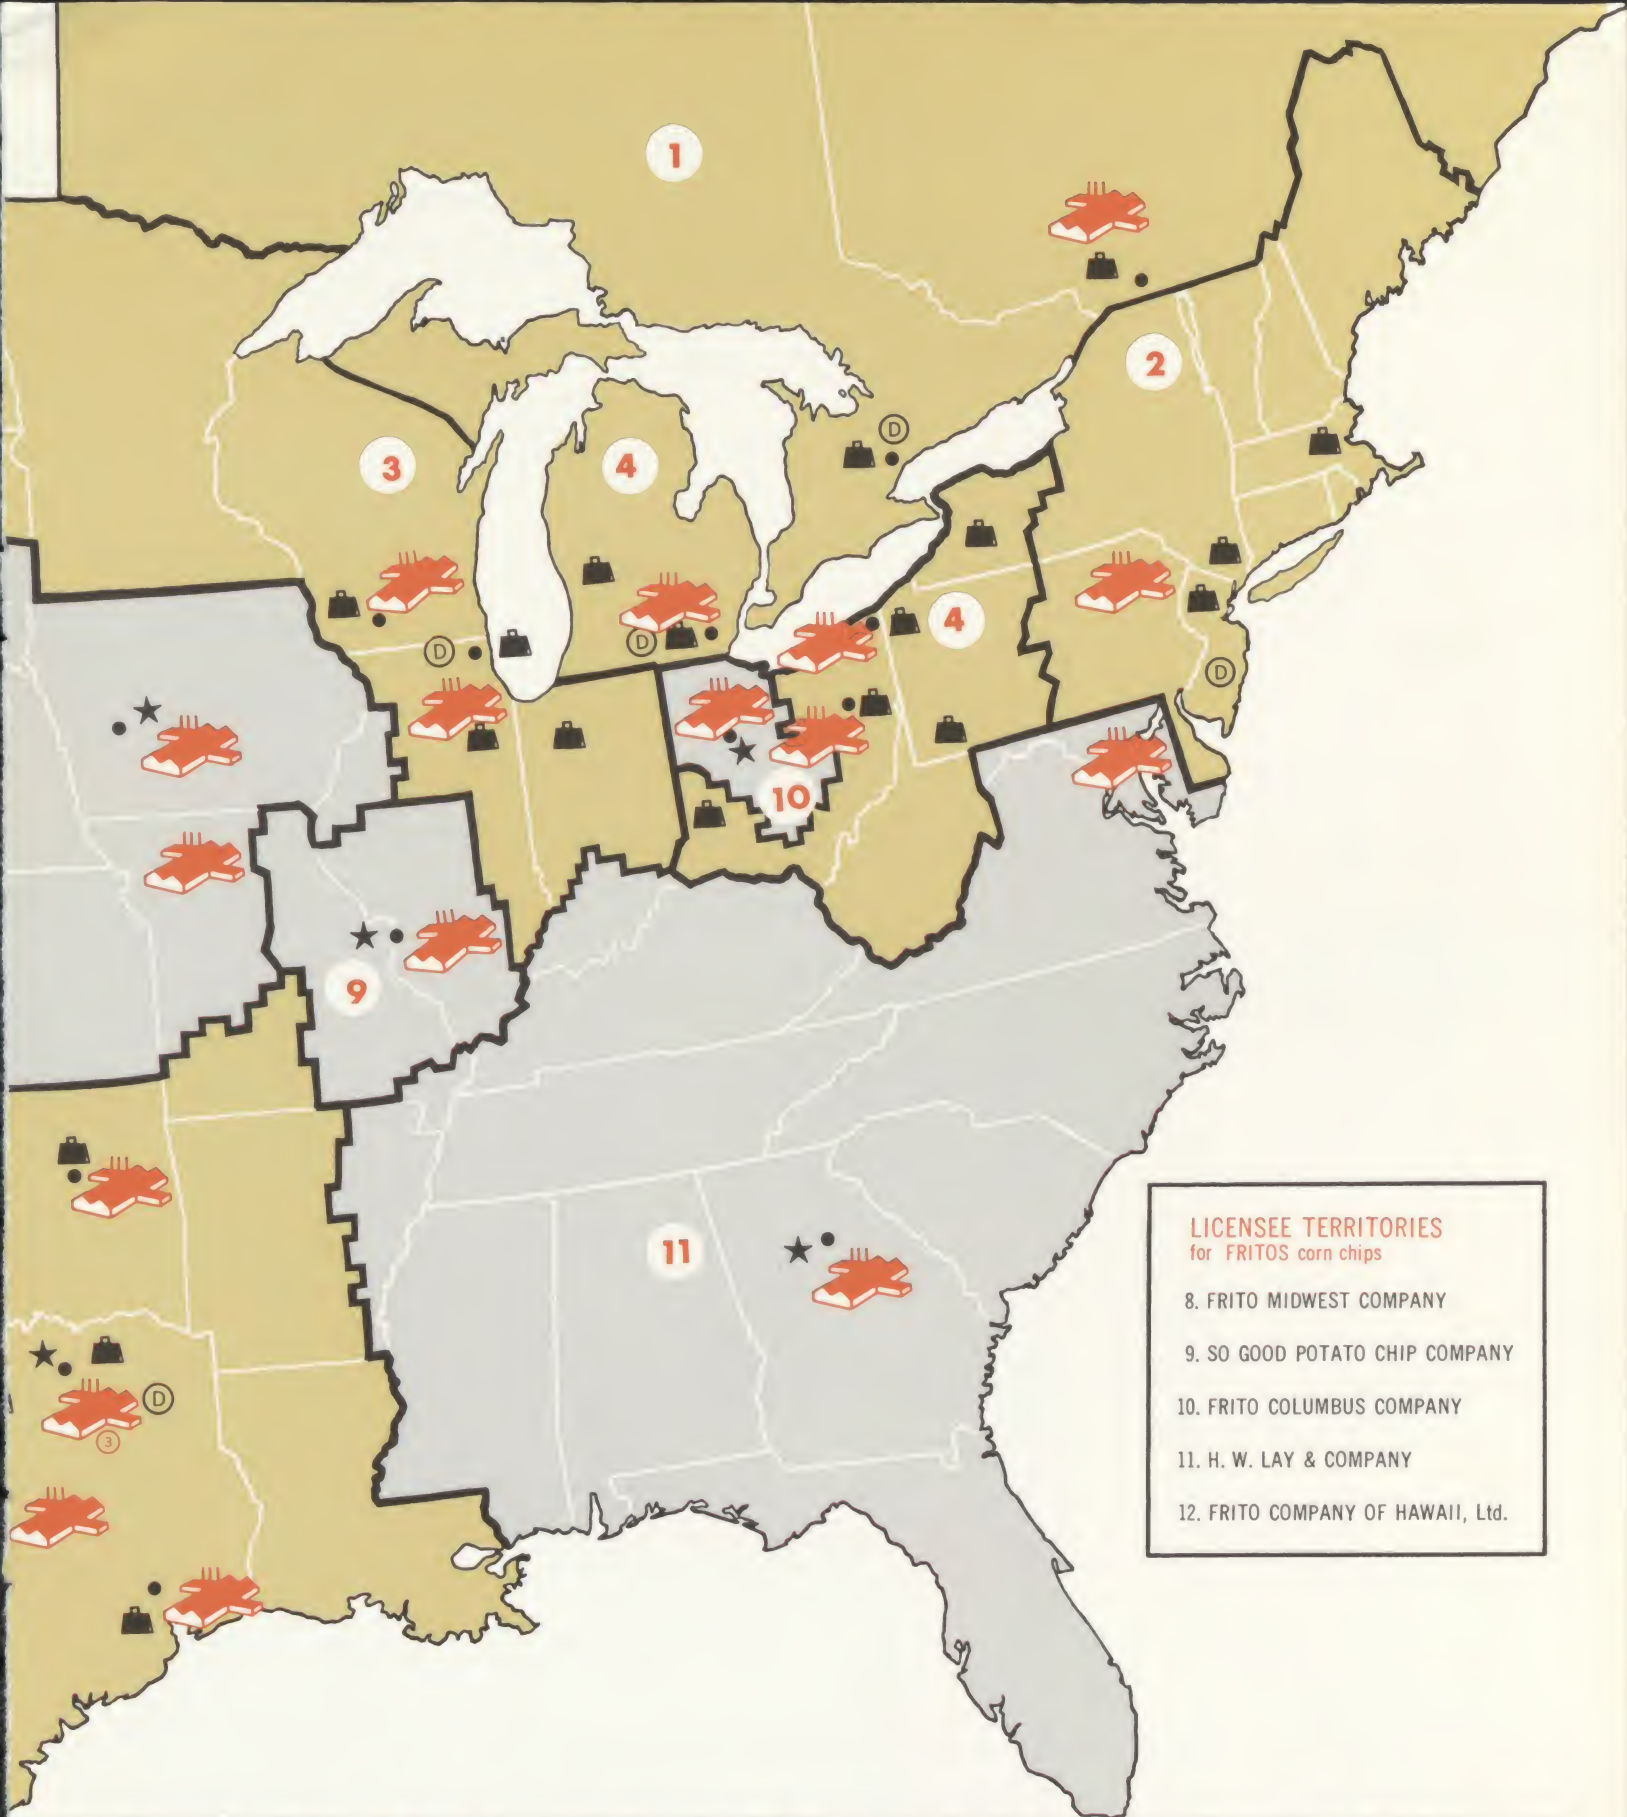 1
2
D
3
4
4
D
D
D
10
9
11
D
3
LICENSEE TERRITORIES
for FRITOS corn chips
8. FRITO MIDWEST COMPANY
9. SO GOOD POTATO CHIP COMPANY
10. FRITO COLUMBUS COMPANY
11. H. W. LAY & COMPANY
12. FRITO COMPANY OF HAWAII, Ltd.